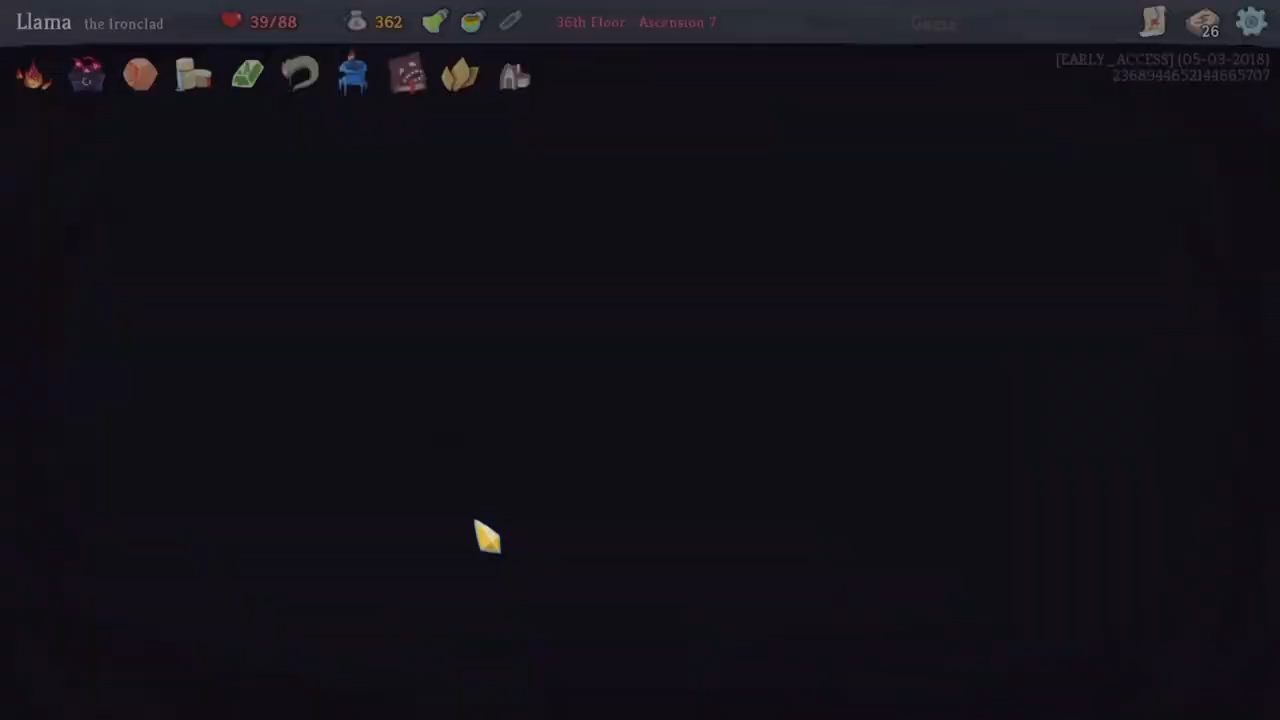 Llama the Ironclad 39/88 362 36th Floor Ascension 7
26
[EARLY_ACCESS] (05-03-2018)
2368944652144665707